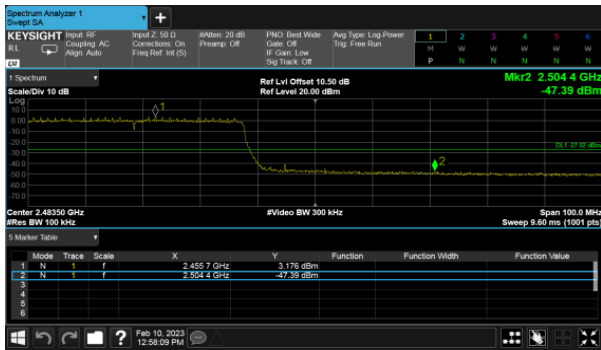 Spectrum Analyzer 1
Swept SA
KEYSIGHT Input: RF Input Z: 50 Ω #Atten: 20 dB PNO: Best Wide Avg Type: Log-Power 1 2 3 4 5 6
RL Coupling: AC Corrections: On Preamp: Off Gate: Off Trig: Free Run M W W W W W
Align: Auto Freq Ref: Int (S) IF Gain: Low P N N N N N
LXI Sig Track: Off
1 Spectrum Ref Lvl Offset 10.50 dB Mkr2 2.504 4 GHz
Scale/Div 10 dB Ref Level 20.00 dBm -47.39 dBm
Log
10.0 1
0.00
-10.0
-20.0 DL1 -27.02 dBm
-30.0
-40.0 2
-50.0
-60.0
-70.0
Center 2.48350 GHz #Video BW 300 kHz Span 100.0 MHz
#Res BW 100 kHz Sweep 9.60 ms (1001 pts)
5 Marker Table
Mode Trace Scale X Y Function Function Width Function Value
1 N 1 f 2.455 7 GHz 3.176 dBm
2 N 1 f 2.504 4 GHz -47.39 dBm
3
4
5
6
? Feb 10, 2023
12:58:09 PM